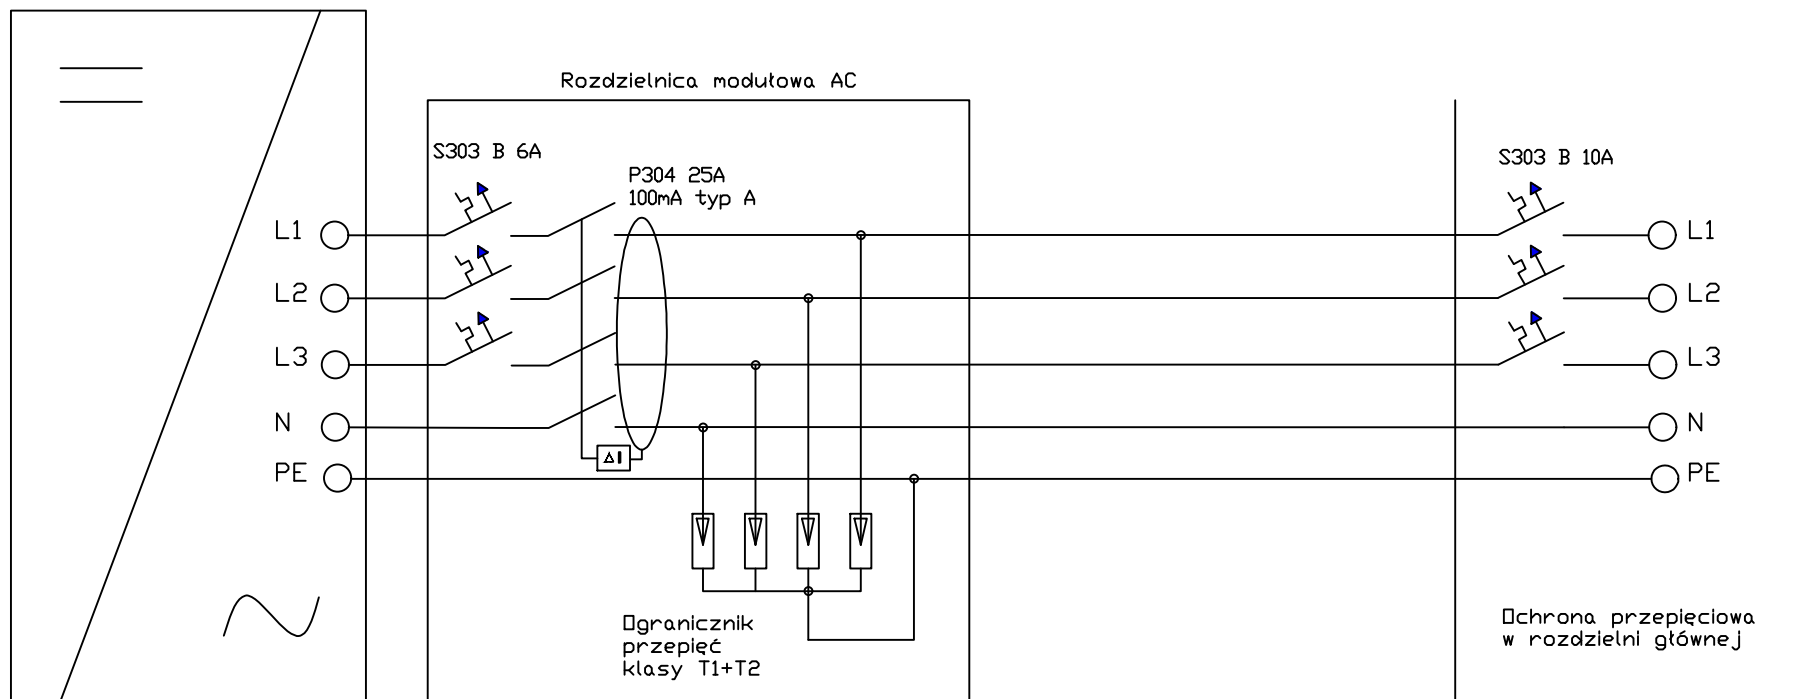 Rozdzielnica modułowa AC
S303 B 6A
P304 25A
100mA typ A
S303 B 10A
L1
L1
L2
L2
L3
L3
N
N
PE
PE
ΔI
Ogranicznik
przepięć
klasy T1+T2
Ochrona przepięciowa
w rozdzielni głównej